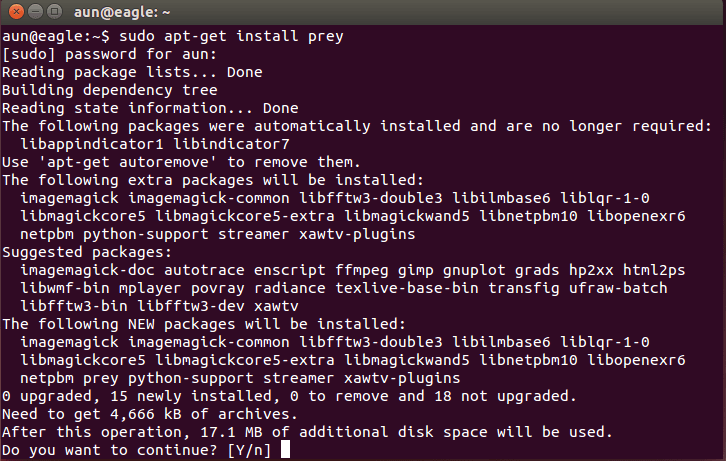 aun@eagle: ~
aun@eagle:~$ sudo apt-get install prey
[sudo] password for aun:
Reading package lists... Done
Building dependency tree
Reading state information... Done
The following packages were automatically installed and are no longer required:
  libappindicator1 libindicator7
Use 'apt-get autoremove' to remove them.
The following extra packages will be installed:
  imagemagick imagemagick-common libfftw3-double3 libilmbase6 liblqr-1-0
  libmagickcore5 libmagickcore5-extra libmagickwand5 libnetpbm10 libopenexr6
  netpbm python-support streamer xawtv-plugins
Suggested packages:
  imagemagick-doc autotrace enscript ffmpeg gimp gnuplot grads hp2xx html2ps
  libwmf-bin mplayer povray radiance texlive-base-bin transfig ufraw-batch
  libfftw3-bin libfftw3-dev xawtv
The following NEW packages will be installed:
  imagemagick imagemagick-common libfftw3-double3 libilmbase6 liblqr-1-0
  libmagickcore5 libmagickcore5-extra libmagickwand5 libnetpbm10 libopenexr6
  netpbm prey python-support streamer xawtv-plugins
0 upgraded, 15 newly installed, 0 to remove and 18 not upgraded.
Need to get 4,666 kB of archives.
After this operation, 17.1 MB of additional disk space will be used.
Do you want to continue? [Y/n]